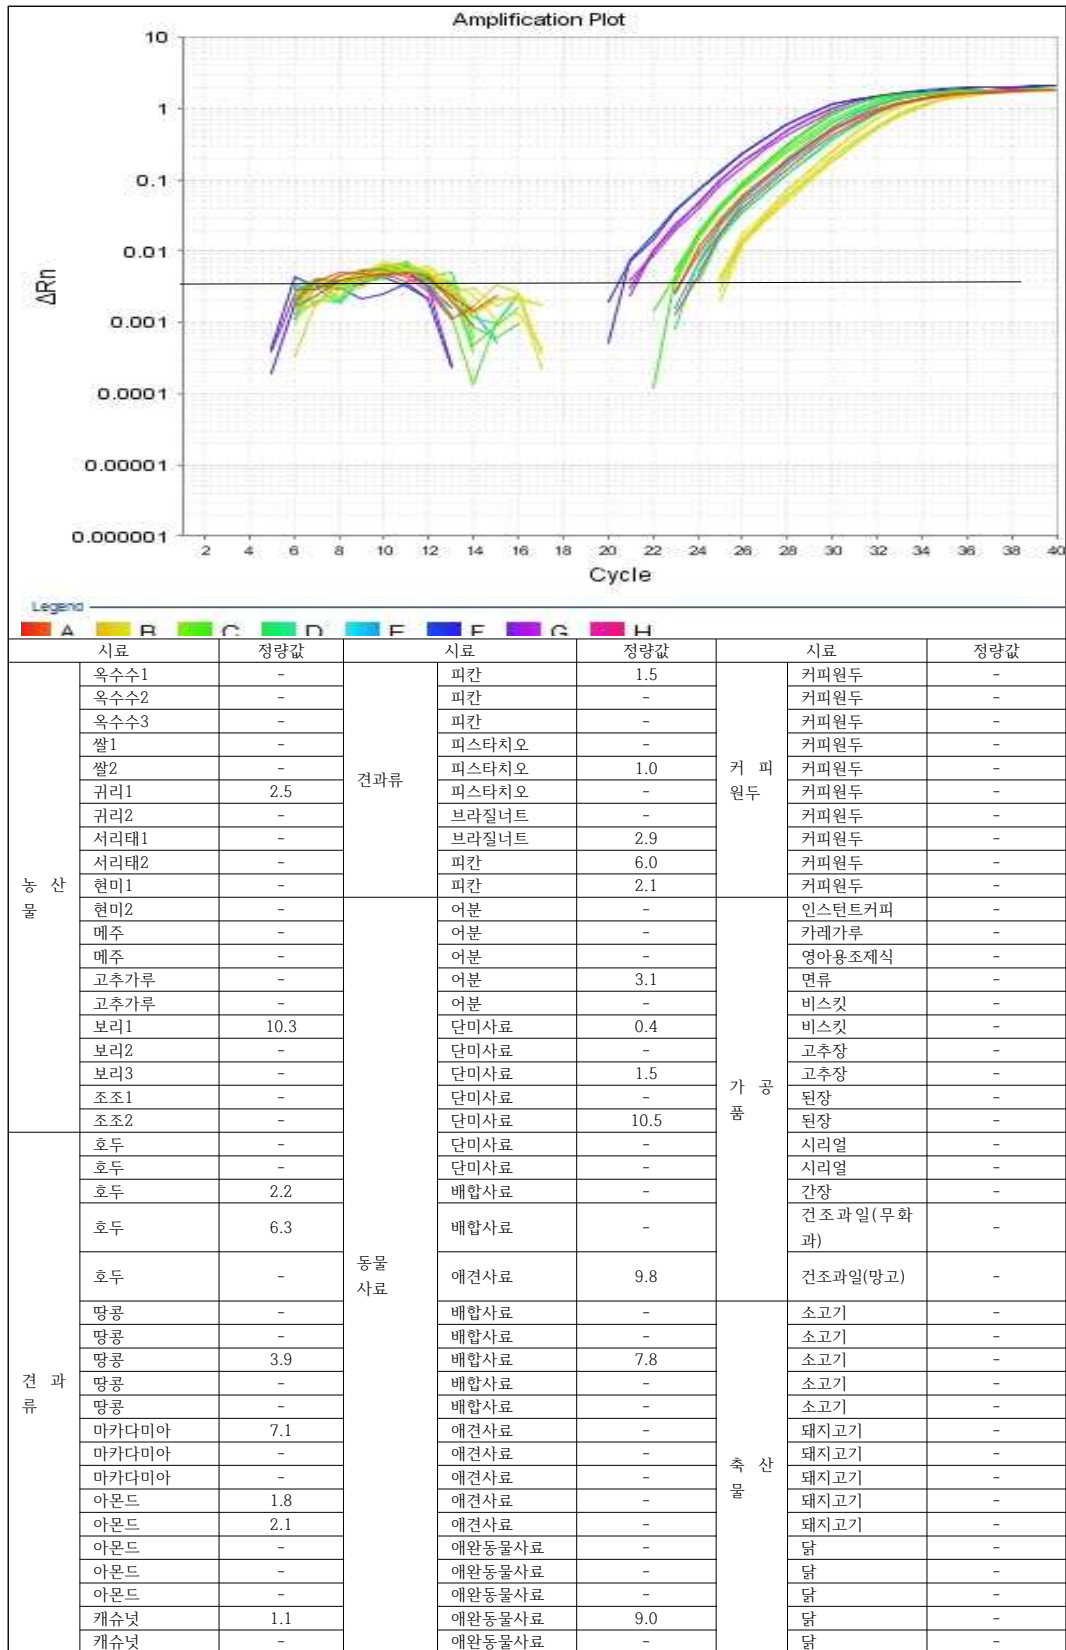 Amplification Plot
10
1
0.1
0.01
0.001
0.0001
0.00001
0.000001
ΔRn
2 4 6 8 10 12 14 16 18 20 22 24 26 28 30 32 34 36 38 40
Cycle
Legend
A B C D E F G H
시료 정량값 시료 정량값 시료 정량값
농 산 물 견과류 커 피 원두
옥수수1 - 피칸 1.5 커피원두 -
옥수수2 - 피칸 - 커피원두 -
옥수수3 - 피칸 - 커피원두 -
쌀1 - 피스타치오 - 커피원두 -
쌀2 - 피스타치오 1.0 커피원두 -
귀리1 2.5 피스타치오 - 커피원두 -
귀리2 - 브라질너트 - 커피원두 -
서리태1 - 브라질너트 2.9 커피원두 -
서리태2 - 피칸 6.0 커피원두 -
현미1 - 피칸 2.1 커피원두 -
동물 사료 가 공 품
현미2 - 어분 - 인스턴트커피 -
메주 - 어분 - 카레가루 -
메주 - 어분 - 영아용조제식 -
고추가루 - 어분 3.1 면류 -
고추가루 - 어분 - 비스킷 -
보리1 10.3 단미사료 0.4 비스킷 -
보리2 - 단미사료 - 고추장 -
보리3 - 단미사료 1.5 고추장 -
조조1 - 단미사료 - 된장 -
조조2 - 단미사료 10.5 된장 -
견 과 류
호두 - 단미사료 - 시리얼 -
호두 - 단미사료 - 시리얼 -
호두 2.2 배합사료 - 간장 -
호두 6.3 배합사료 - 건조과일(무화과) -
호두 - 애견사료 9.8 건조과일(망고) -
축 산 물
땅콩 - 배합사료 - 소고기 -
땅콩 - 배합사료 - 소고기 -
땅콩 3.9 배합사료 7.8 소고기 -
땅콩 - 배합사료 - 소고기 -
땅콩 - 배합사료 - 소고기 -
마카다미아 7.1 애견사료 - 돼지고기 -
마카다미아 - 애견사료 - 돼지고기 -
마카다미아 - 애견사료 - 돼지고기 -
아몬드 1.8 애견사료 - 돼지고기 -
아몬드 2.1 애견사료 - 돼지고기 -
아몬드 - 애완동물사료 - 닭 -
아몬드 - 애완동물사료 - 닭 -
아몬드 - 애완동물사료 - 닭 -
캐슈넛 1.1 애완동물사료 9.0 닭 -
캐슈넛 - 애완동물사료 - 닭 -